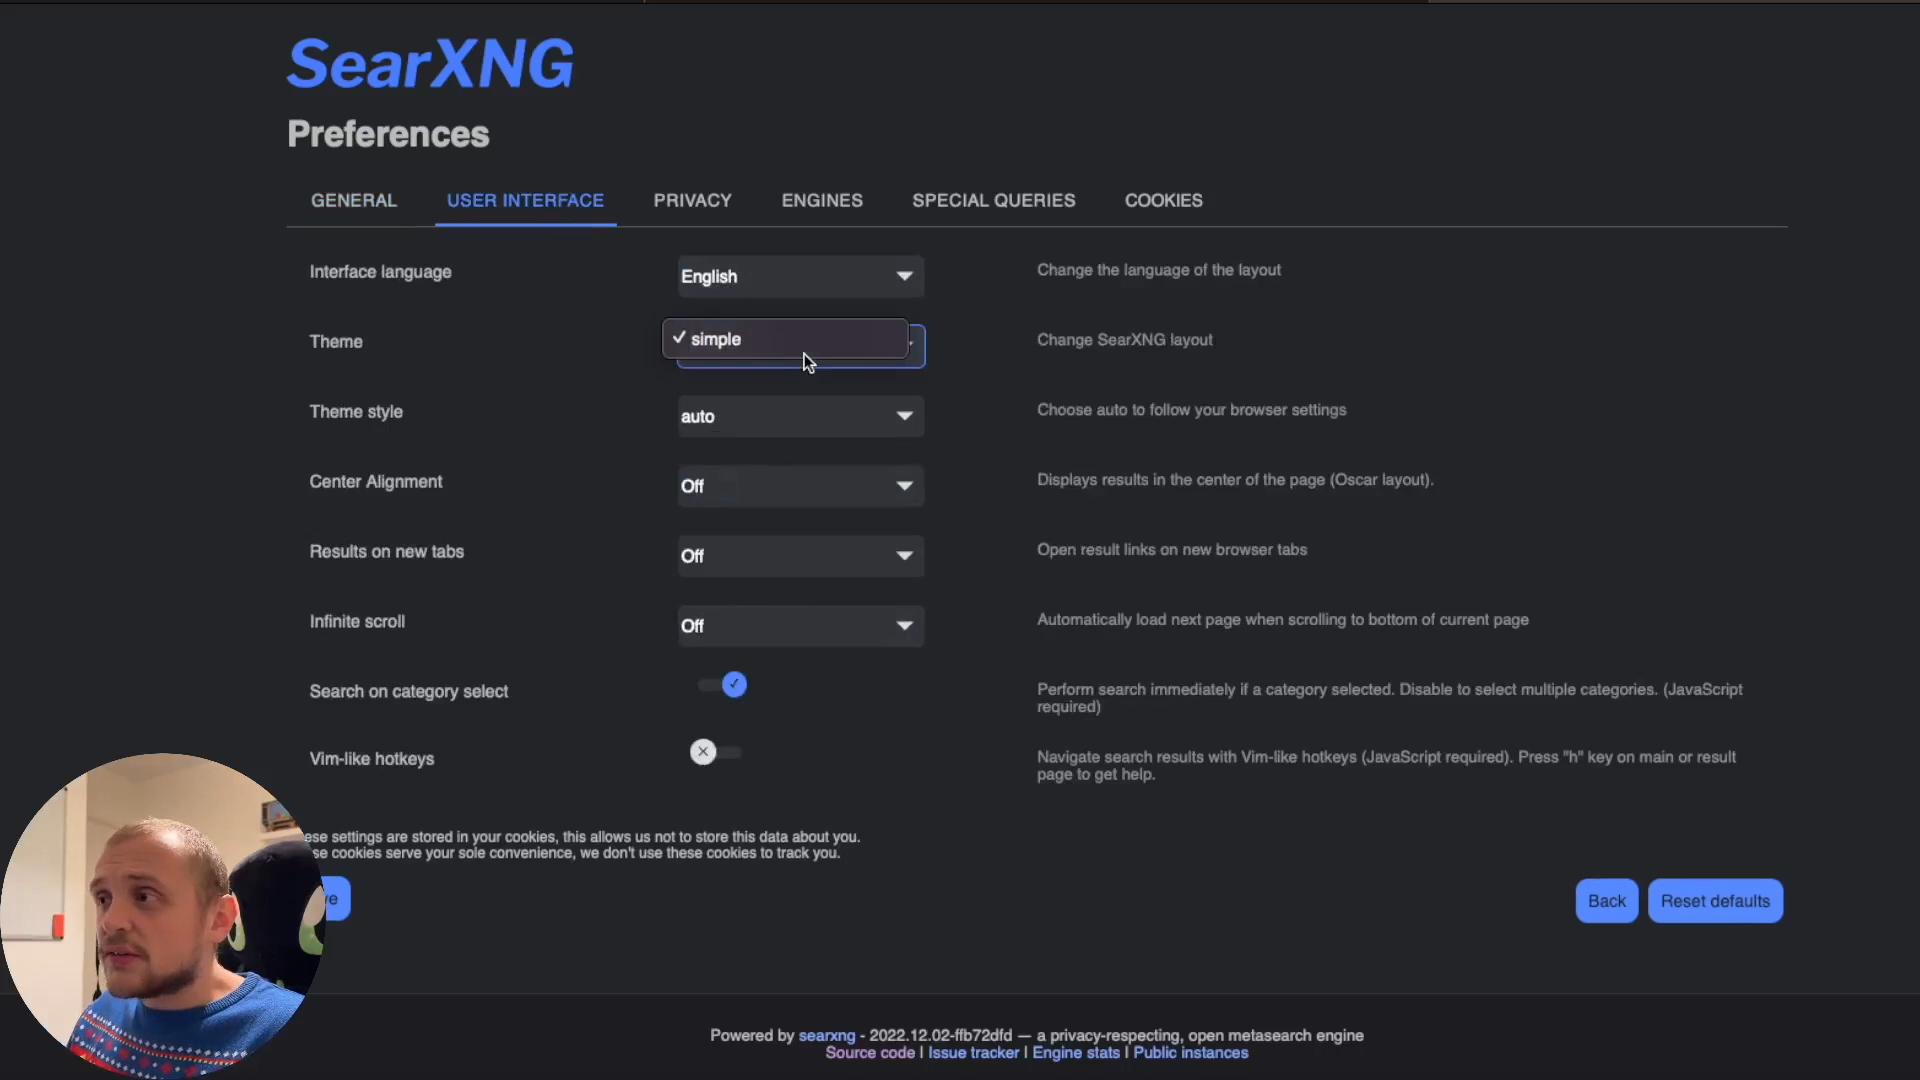 SearXNG
Preferences
GENERAL USER INTERFACE PRIVACY ENGINES SPECIAL QUERIES COOKIES
Interface language English Change the language of the layout
Theme ✓ simple Change SearXNG layout
Theme style auto Choose auto to follow your browser settings
Center Alignment Off Displays results in the center of the page (Oscar layout).
Results on new tabs Off Open result links on new browser tabs
Infinite scroll Off Automatically load next page when scrolling to bottom of current page
Search on category select Perform search immediately if a category selected. Disable to select multiple categories. (JavaScript
required)
Vim-like hotkeys Navigate search results with Vim-like hotkeys (JavaScript required). Press "h" key on main or result
page to get help.
settings are stored in your cookies, this allows us not to store this data about you.
cookies serve your sole convenience, we don't use these cookies to track you.
Back Reset defaults
Powered by searxng - 2022.12.02-ffb72dfd — a privacy-respecting, open metasearch engine
Source code | Issue tracker | Engine stats | Public instances